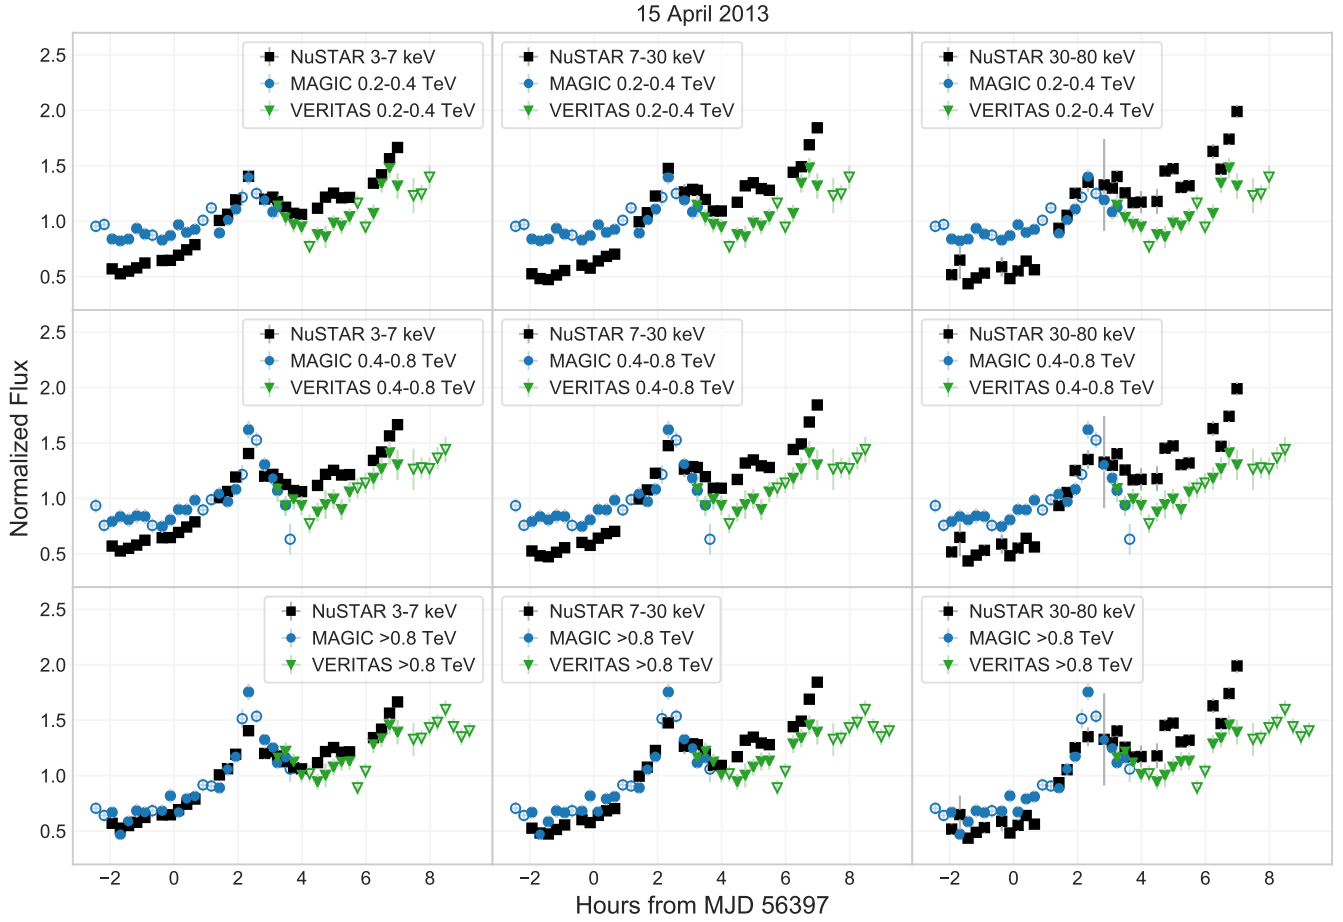 15 April 2013
2.5
2.0
1.5
1.0
0.5
NuSTAR 3-7 keV
MAGIC 0.2-0.4 TeV
VERITAS 0.2-0.4 TeV
NuSTAR 7-30 keV
MAGIC 0.2-0.4 TeV
VERITAS 0.2-0.4 TeV
NuSTAR 30-80 keV
MAGIC 0.2-0.4 TeV
VERITAS 0.2-0.4 TeV
Normalized Flux
2.5
2.0
1.5
1.0
0.5
NuSTAR 3-7 keV
MAGIC 0.4-0.8 TeV
VERITAS 0.4-0.8 TeV
NuSTAR 7-30 keV
MAGIC 0.4-0.8 TeV
VERITAS 0.4-0.8 TeV
NuSTAR 30-80 keV
MAGIC 0.4-0.8 TeV
VERITAS 0.4-0.8 TeV
2.5
2.0
1.5
1.0
0.5
NuSTAR 3-7 keV
MAGIC >0.8 TeV
VERITAS >0.8 TeV
NuSTAR 7-30 keV
MAGIC >0.8 TeV
VERITAS >0.8 TeV
NuSTAR 30-80 keV
MAGIC >0.8 TeV
VERITAS >0.8 TeV
−2 0 2 4 6 8
−2 0 2 4 6 8
−2 0 2 4 6 8
Hours from MJD 56397